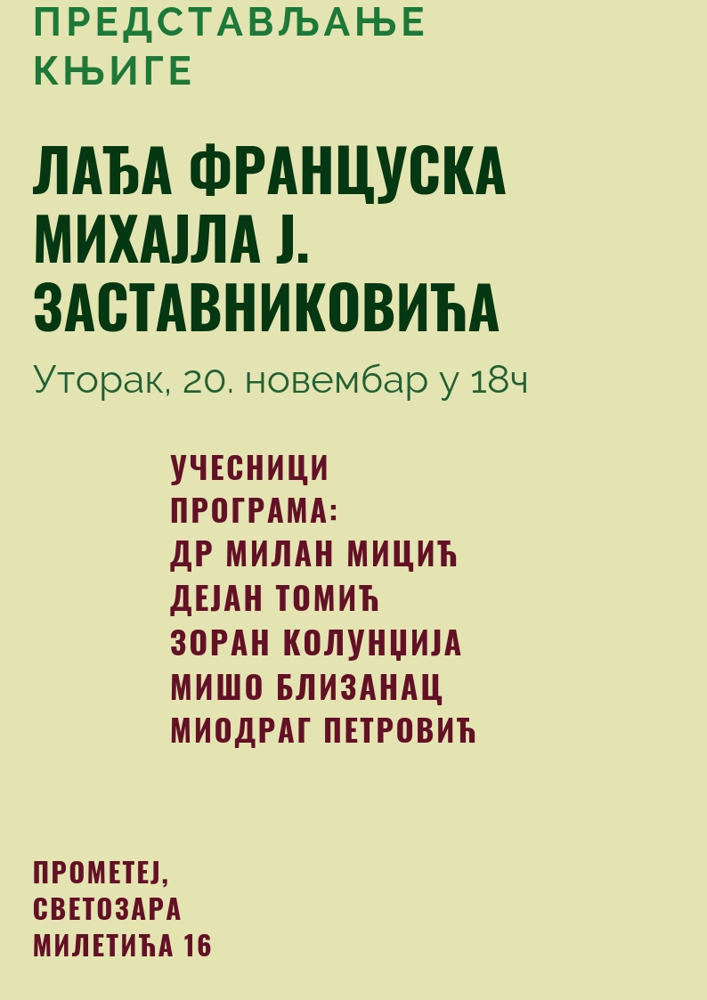 ПРЕДСТАВЉАЊЕ
КЊИГЕ
ЛАЂА ФРАНЦУСКА
МИХАЈЛА Ј.
ЗАСТАВНИКОВИЋА
Уторак, 20. новембар у 18ч
УЧЕСНИЦИ
ПРОГРАМА:
ДР МИЛАН МИЦИЋ
ДЕЈАН ТОМИЋ
ЗОРАН КОЛУНЏИЈА
МИШО БЛИЗАНАЦ
МИОДРАГ ПЕТРОВИЋ
ПРОМЕТЕЈ,
СВЕТОЗАРА
МИЛЕТИЋА 16